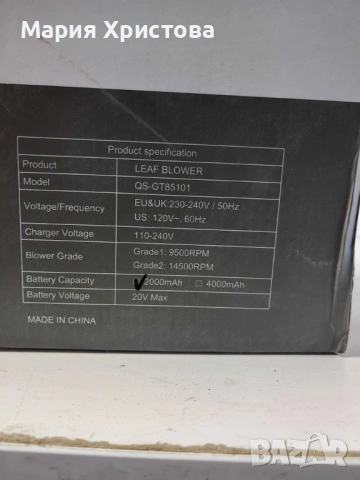 Мария Христова
Product specification
Product LEAF BLOWER
Model QS-GT85101
Voltage/Frequency EU&UK:230-240V / 50Hz
US: 120V~, 60Hz
Charger Voltage 110-240V
Blower Grade Grade1: 9500RPM
Grade2: 14500RPM
Battery Capacity ✓2000mAh □ 4000mAh
Battery Voltage 20V Max
MADE IN CHINA
BAZAR